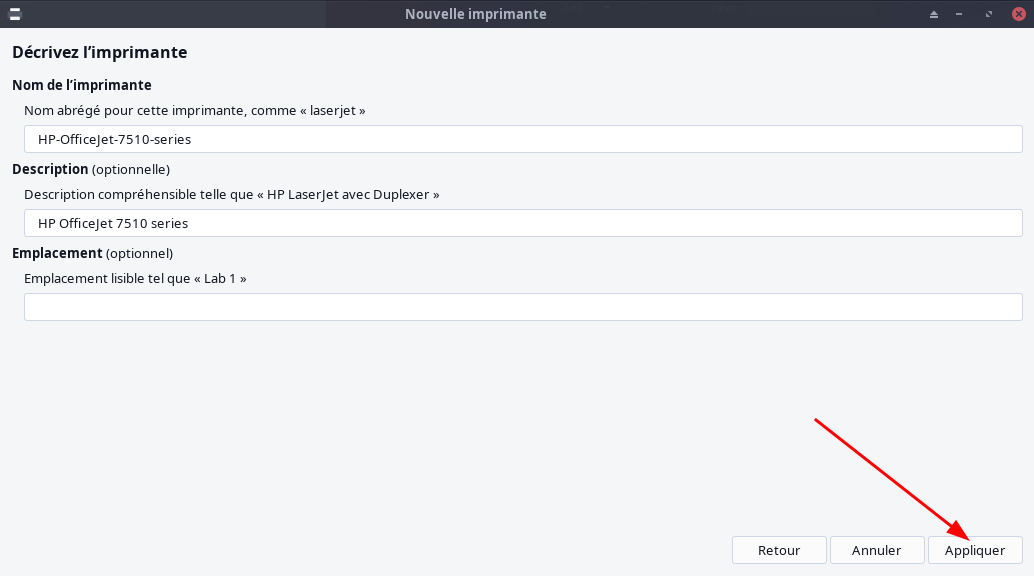 Nouvelle imprimante
Décrivez l’imprimante
Nom de l’imprimante
Nom abrégé pour cette imprimante, comme « laserjet »
HP-OfficeJet-7510-series
Description (optionnelle)
Description compréhensible telle que « HP LaserJet avec Duplexer »
HP OfficeJet 7510 series
Emplacement (optionnel)
Emplacement lisible tel que « Lab 1 »
Retour Annuler Appliquer